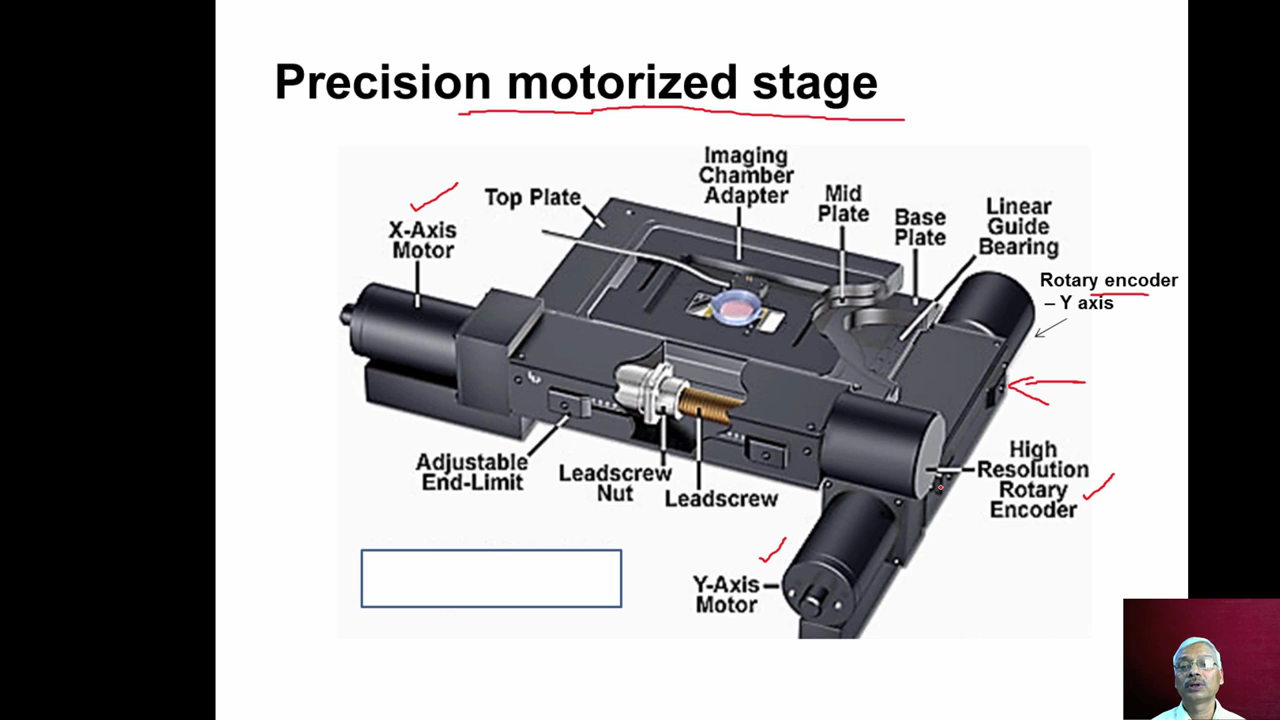 Precision motorized stage
Imaging
Chamber
Adapter
Top Plate
Mid
Plate
Base
Plate
Linear
Guide
Bearing
X-Axis
Motor
Rotary encoder
– Y axis
Adjustable
End-Limit
Leadscrew
Nut
Leadscrew
High
Resolution
Rotary
Encoder
Y-Axis
Motor